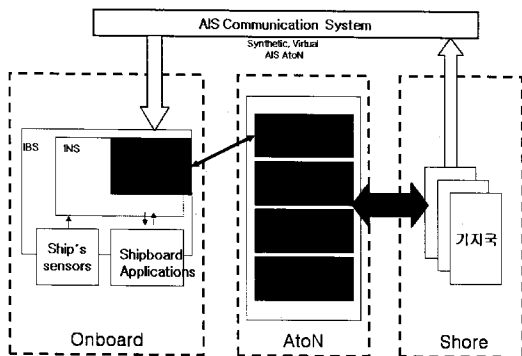 AIS Communication System
Synthetic, Virtual
AIS AtoN
IBS
INS
Ship's
sensors
Shipboard
Applications
기지국
Onboard
AtoN
Shore